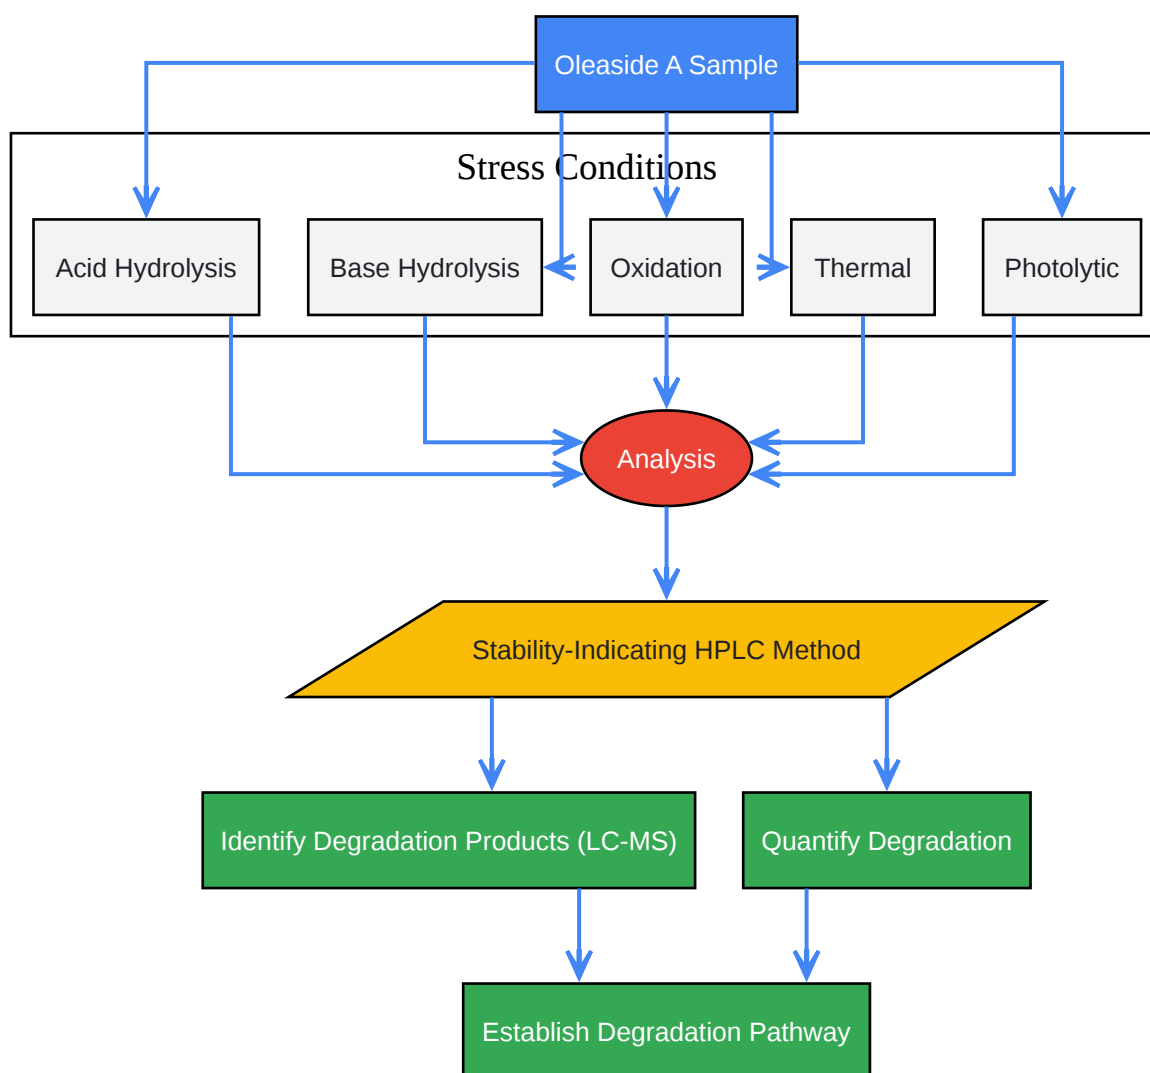 Oleaside A Sample
Stress Conditions
Acid Hydrolysis
Base Hydrolysis
Oxidation
Thermal
Photolytic
Analysis
Stability-Indicating HPLC Method
Identify Degradation Products (LC-MS)
Quantify Degradation
Establish Degradation Pathway